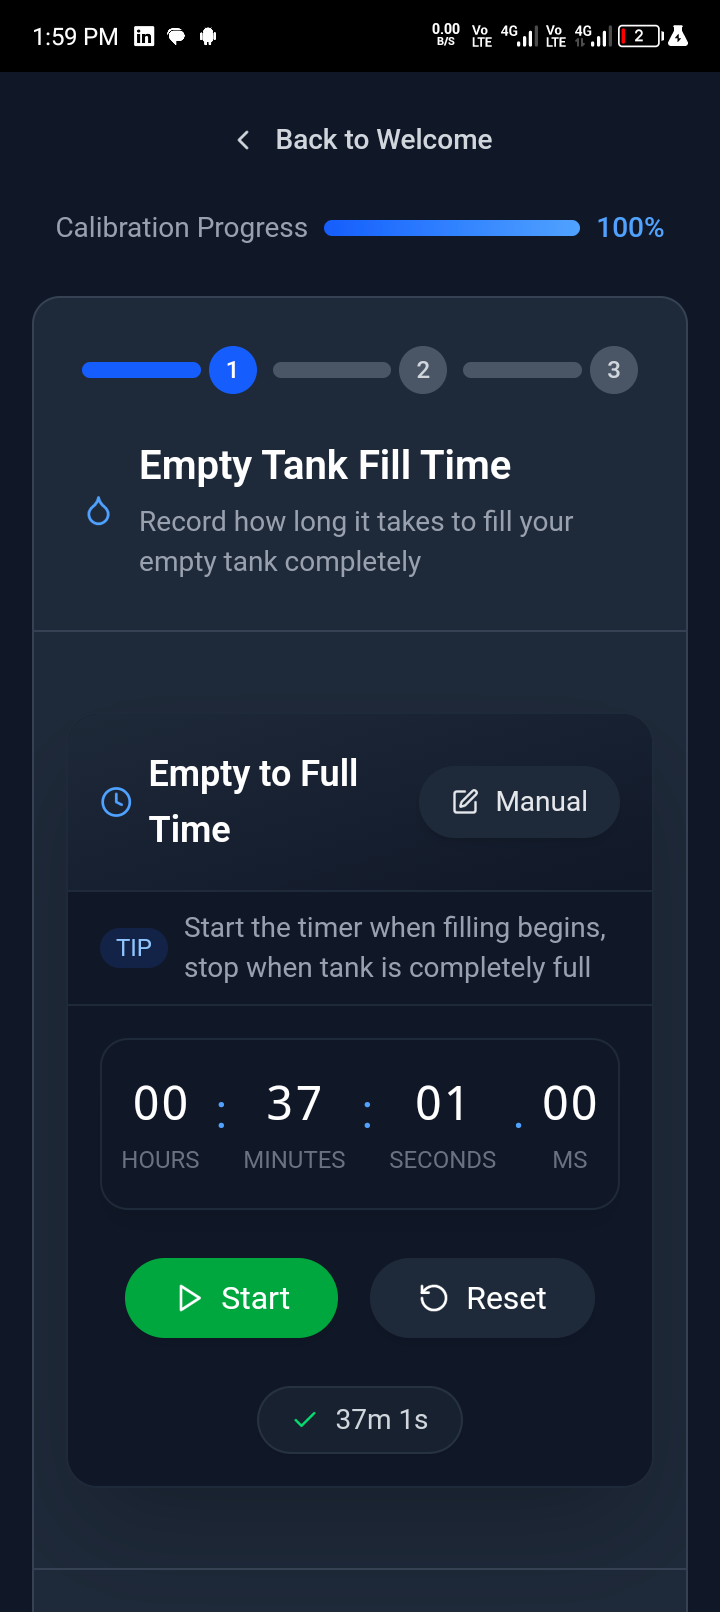 1:59 PM
0.00 B/S Vo LTE 4G Vo LTE 4G 2
Back to Welcome
Calibration Progress 100%
1 2 3
Empty Tank Fill Time
Record how long it takes to fill your
empty tank completely
Empty to Full
Time
Manual
TIP
Start the timer when filling begins,
stop when tank is completely full
00 : 37 : 01 . 00
HOURS MINUTES SECONDS MS
Start Reset
37m 1s